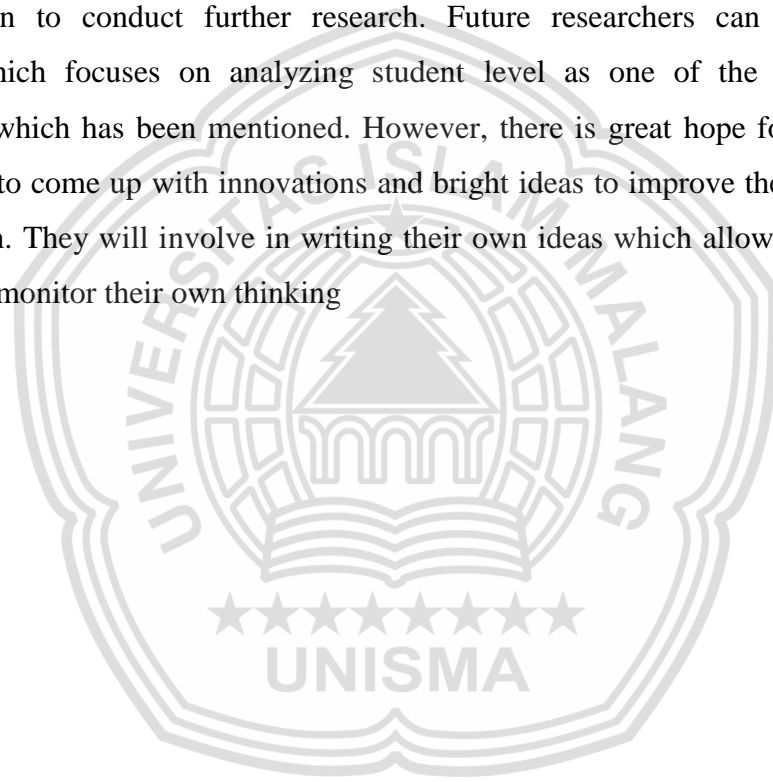 n to conduct further research. Future researchers can
hich focuses on analyzing student level as one of the
which has been mentioned. However, there is great hope fo
to come up with innovations and bright ideas to improve the
n. They will involve in writing their own ideas which allow
monitor their own thinking
UNIVERSITAS ISLAM MALANG
UNISMA